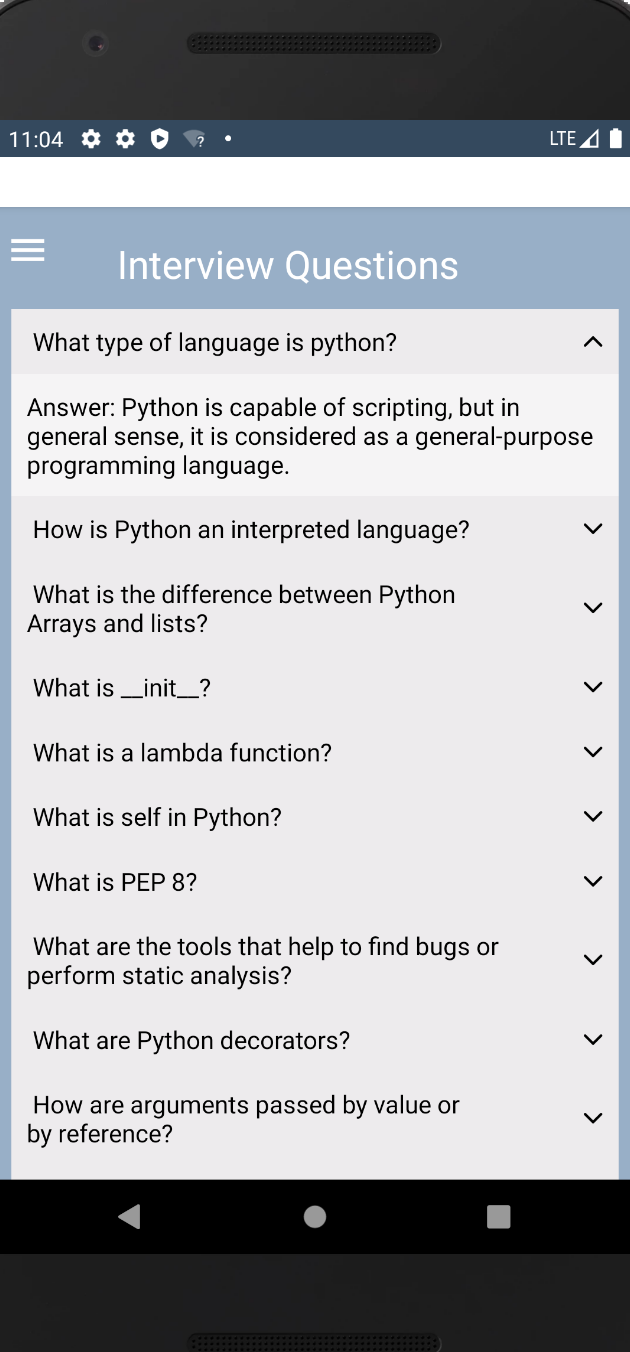 11:04
LTE
Interview Questions
What type of language is python?
Answer: Python is capable of scripting, but in
general sense, it is considered as a general-purpose
programming language.
How is Python an interpreted language?
What is the difference between Python
Arrays and lists?
What is __init__?
What is a lambda function?
What is self in Python?
What is PEP 8?
What are the tools that help to find bugs or
perform static analysis?
What are Python decorators?
How are arguments passed by value or
by reference?